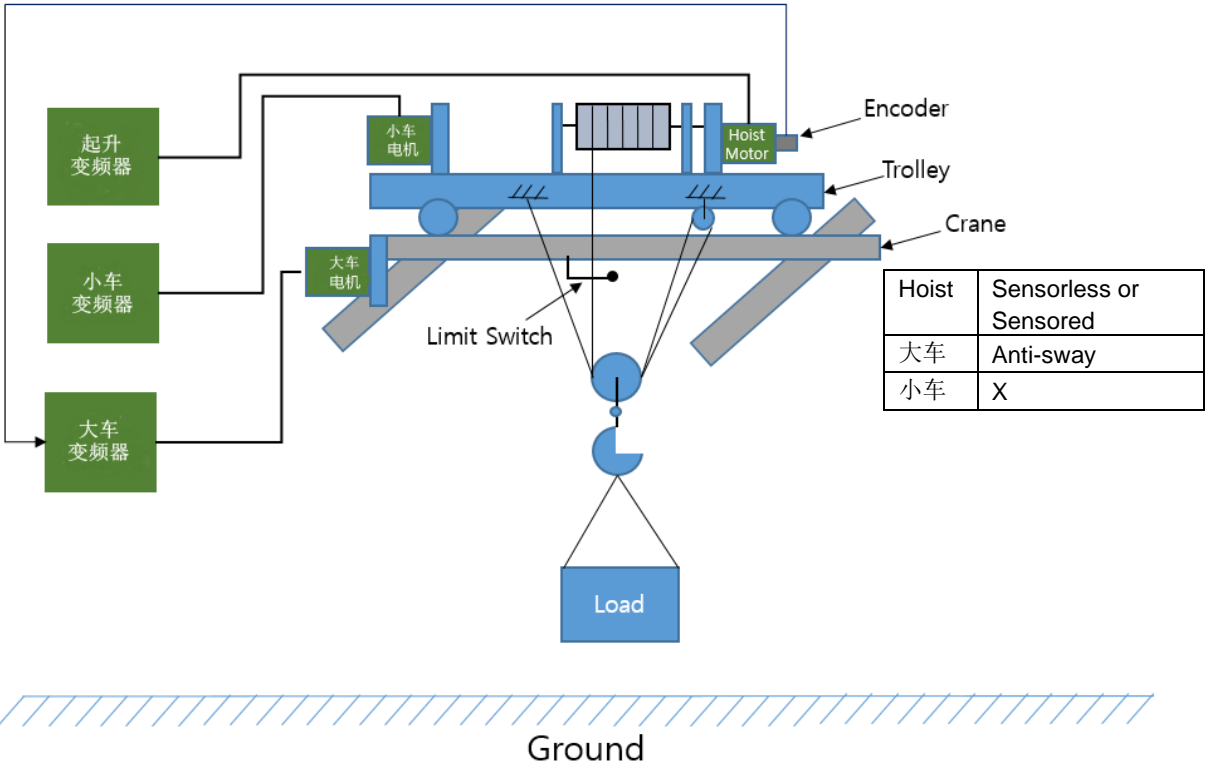 起升
变频器
小车
变频器
大车
变频器
小车
电机
Hoist
Motor
Encoder
Trolley
Crane
大车
电机
Limit Switch
Hoist
Sensorless or
Sensored
大车
Anti-sway
小车
X
Load
Ground